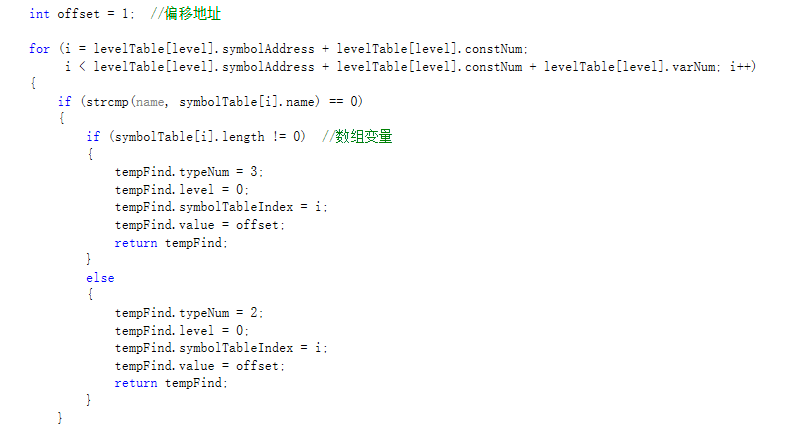 int offset = 1;  //偏移地址
for (i = levelTable[level].symbolAddress + levelTable[level].constNum;
i < levelTable[level].symbolAddress + levelTable[level].constNum + levelTable[level].varNum; i++)
{
if (strcmp(name, symbolTable[i].name) == 0)
{
if (symbolTable[i].length != 0)  //数组变量
{
tempFind.typeNum = 3;
tempFind.level = 0;
tempFind.symbolTableIndex = i;
tempFind.value = offset;
return tempFind;
}
else
{
tempFind.typeNum = 2;
tempFind.level = 0;
tempFind.symbolTableIndex = i;
tempFind.value = offset;
return tempFind;
}
}